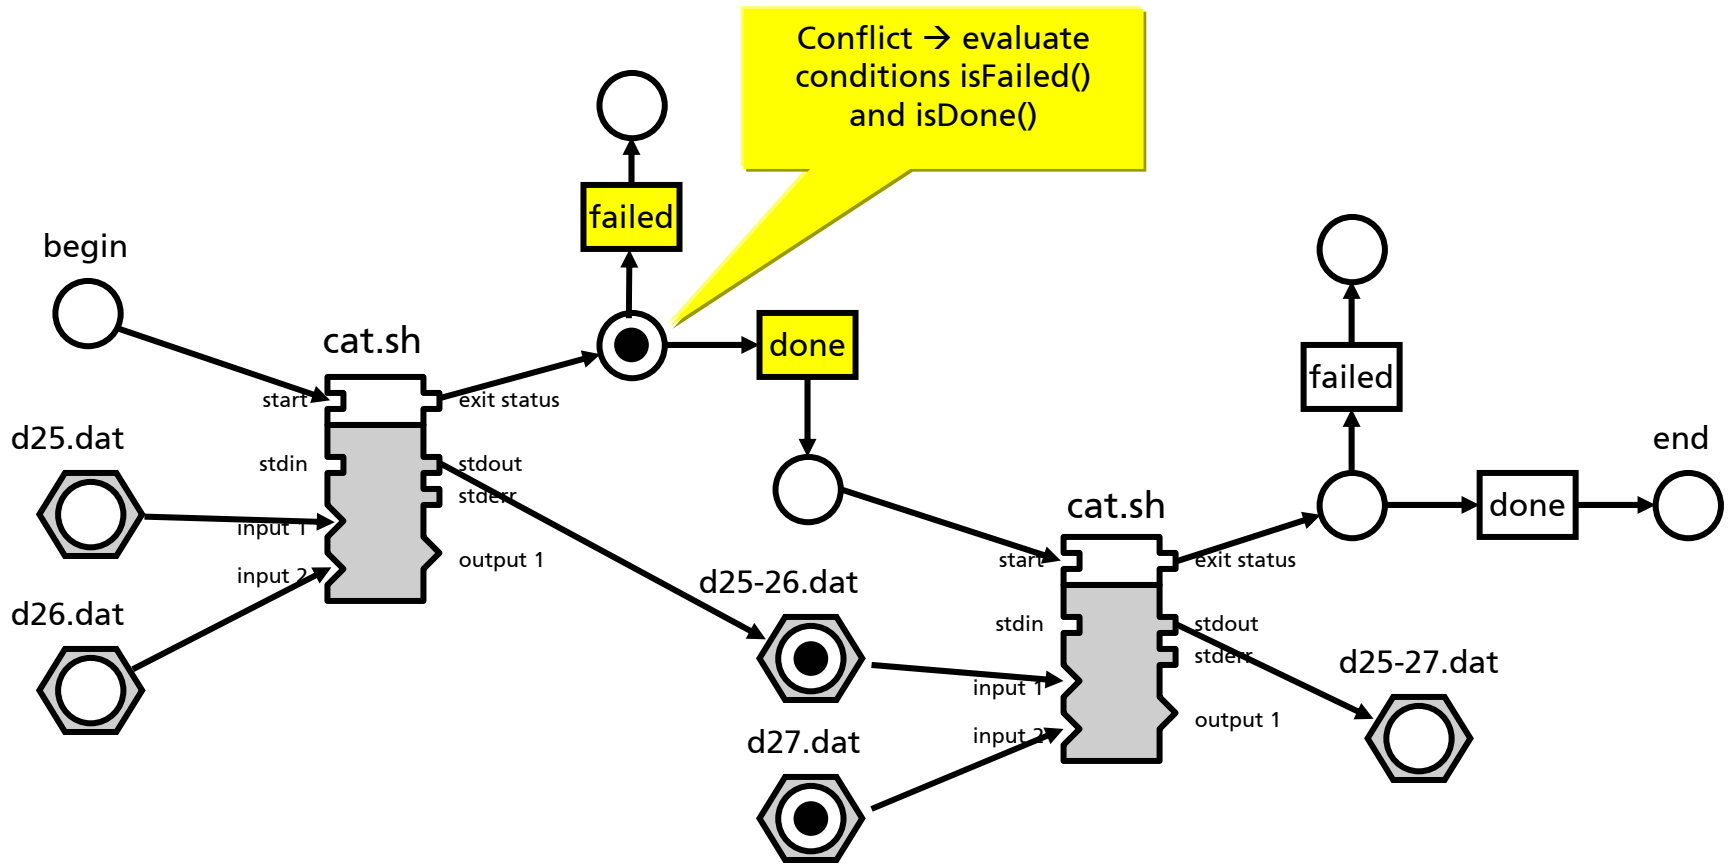 Conflict → evaluate
conditions isFailed()
and isDone()
failed
begin
cat.sh
done
start
exit status
d25.dat
stdin
stdout
stderr
input 1
input 2
output 1
d26.dat
d25-26.dat
d27.dat
failed
end
done
cat.sh
start
exit status
stdin
stdout
stderr
input 1
input 2
output 1
d25-27.dat